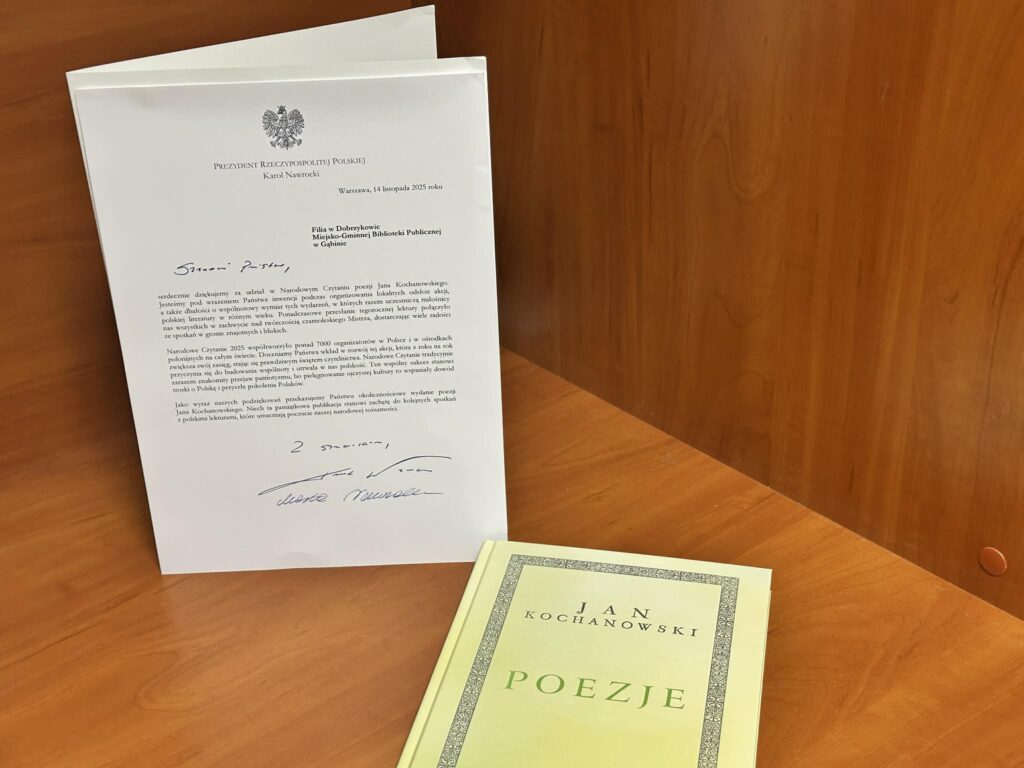 PREZYDENT RZECZYPOSPOLITEJ POLSKIEJ
Karol Nawrocki
Warszawa, 14 listopada 2025 roku
Filia w Dobrzykowie
Miejsko-Gminnej Biblioteki Publicznej
w Gąbinie
Szanowni Państwo,
serdecznie dziękujemy za udział w Narodowym Czytaniu poezji Jana Kochanowskiego.
Jesteśmy pod wrażeniem Państwa inwencji podczas organizowania lokalnych odsłon akcji,
a także dbałości o wspólnotowy wymiar tych wydarzeń, w których razem uczestniczą miłośnicy
polskiej literatury w różnym wieku. Ponadczasowe przesłanie tegorocznej lektury połączyło
nas wszystkich w zachwycie nad twórczością czarnoleskiego Mistrza, dostarczając wiele radości
ze spotkań w gronie znajomych i bliskich.
Narodowe Czytanie 2025 współtworzyło ponad 7000 organizatorów w Polsce i w ośrodkach
polonijnych na całym świecie. Doceniamy Państwa wkład w rozwój tej akcji, która z roku na rok
zwiększa swój zasięg, stając się prawdziwym świętem czytelnictwa. Narodowe Czytanie tradycyjnie
przyczynia się do budowania wspólnoty i utrwala w nas polskość. Ten wspólny sukces stanowi
zarazem znakomity przejaw patriotyzmu, bo pielęgnowanie ojczystej kultury to wspaniały dowód
troski o Polskę i przyszłe pokolenia Polaków.
Jako wyraz naszych podziękowań przekazujemy Państwu okolicznościowe wydanie poezji
Jana Kochanowskiego. Niech ta pamiątkowa publikacja stanowi zachętę do kolejnych spotkań
z polskimi lekturami, które umacniają poczucie naszej narodowej tożsamości.
Z szacunkiem,
Marta Nawrocka
JAN
KOCHANOWSKI
POEZJE